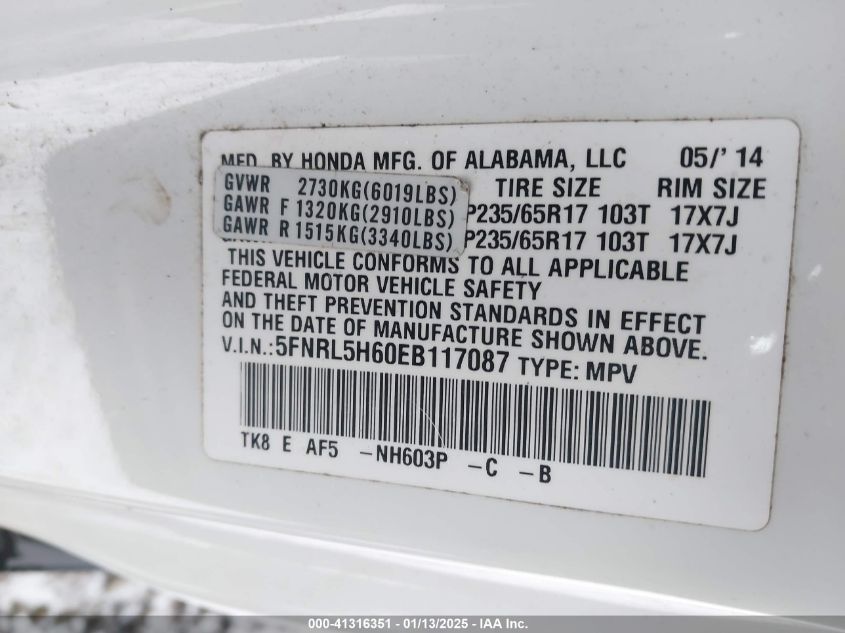 MFD. BY HONDA MFG. OF ALABAMA, LLC 05/'14
GVWR 2730KG(6019LBS) TIRE SIZE RIM SIZE
GAWR F 1320KG(2910LBS) P235/65R17 103T 17X7J
GAWR R 1515KG(3340LBS) P235/65R17 103T 17X7J
THIS VEHICLE CONFORMS TO ALL APPLICABLE
FEDERAL MOTOR VEHICLE SAFETY
AND THEFT PREVENTION STANDARDS IN EFFECT
ON THE DATE OF MANUFACTURE SHOWN ABOVE.
V.I.N.:5FNRL5H60EB117087 TYPE: MPV
TK8 E AF5 -NH603P -C -B
000-41316351 - 01/13/2025 - IAA Inc.